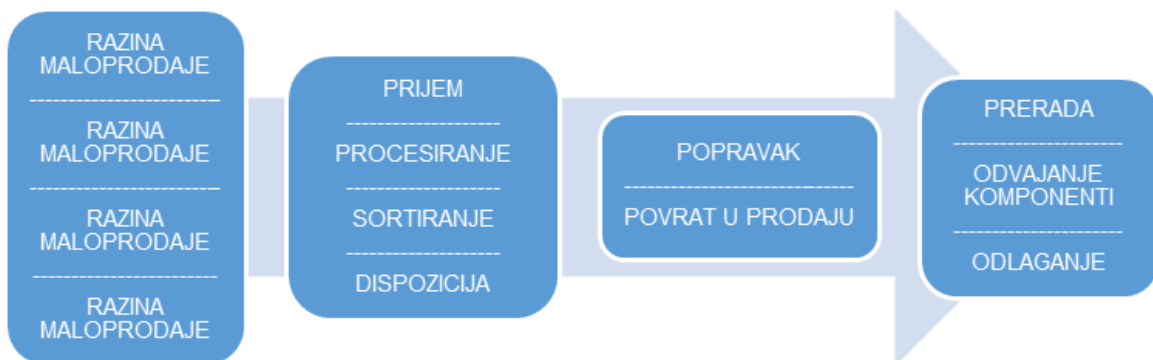 RAZINA
MALOPRODAJE
RAZINA
MALOPRODAJE
RAZINA
MALOPRODAJE
RAZINA
MALOPRODAJE
PRIJEM
PROCESIRANJE
SORTIRANJE
DISPOZICIJA
POPRAVAK
POVRAT U PRODAJU
PRERADA
ODVAJANJE
KOMPONENTI
ODLAGANJE